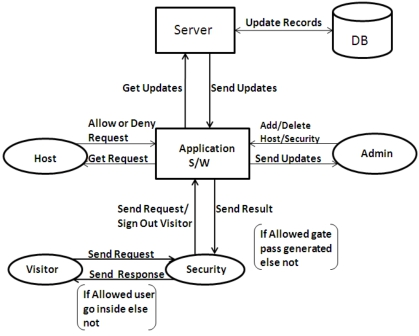 Server
Update Records
DB
Get Updates
Send Updates
Allow or Deny
Request
Add/Delete
Host/Security
Host
Get Request
Application
S/W
Send Updates
Admin
Send Request/
Sign Out Visitor
Send Result
If Allowed gate
pass generated
else not
Visitor
Send Request
Send Response
Security
If Allowed user
go inside else
not